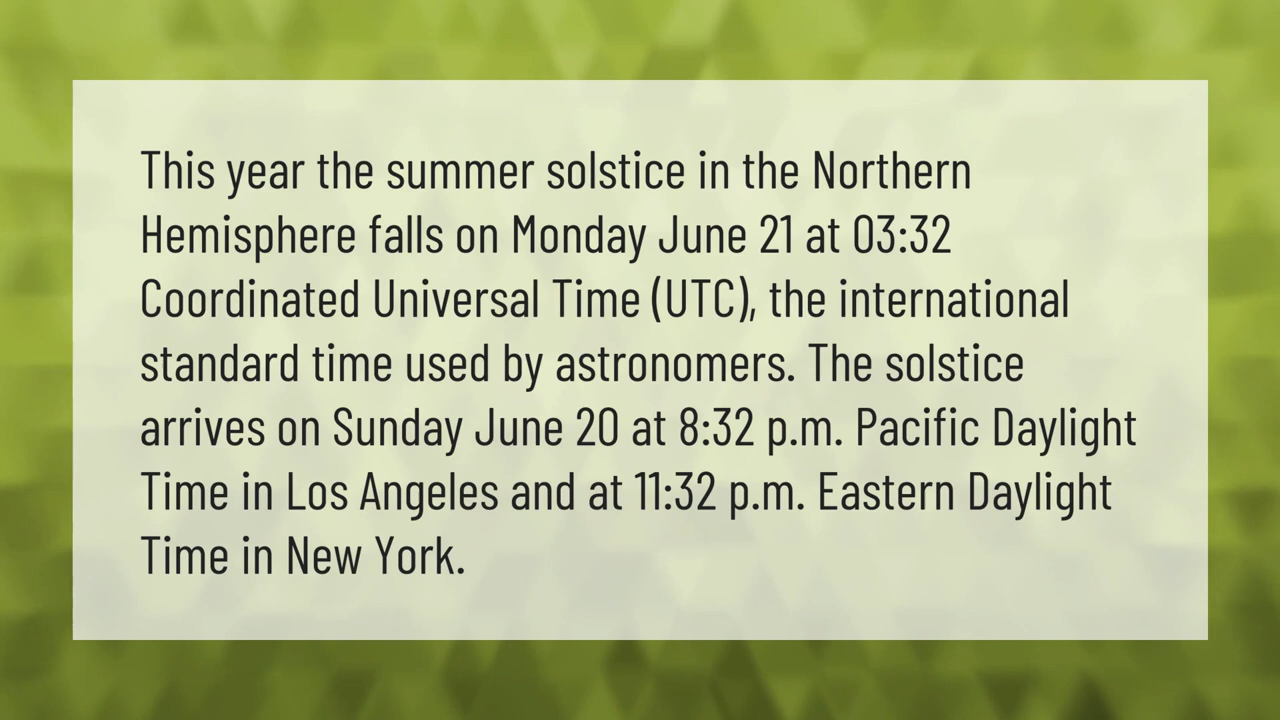 This year the summer solstice in the Northern
Hemisphere falls on Monday June 21 at 03:32
Coordinated Universal Time (UTC), the international
standard time used by astronomers. The solstice
arrives on Sunday June 20 at 8:32 p.m. Pacific Daylight
Time in Los Angeles and at 11:32 p.m. Eastern Daylight
Time in New York.